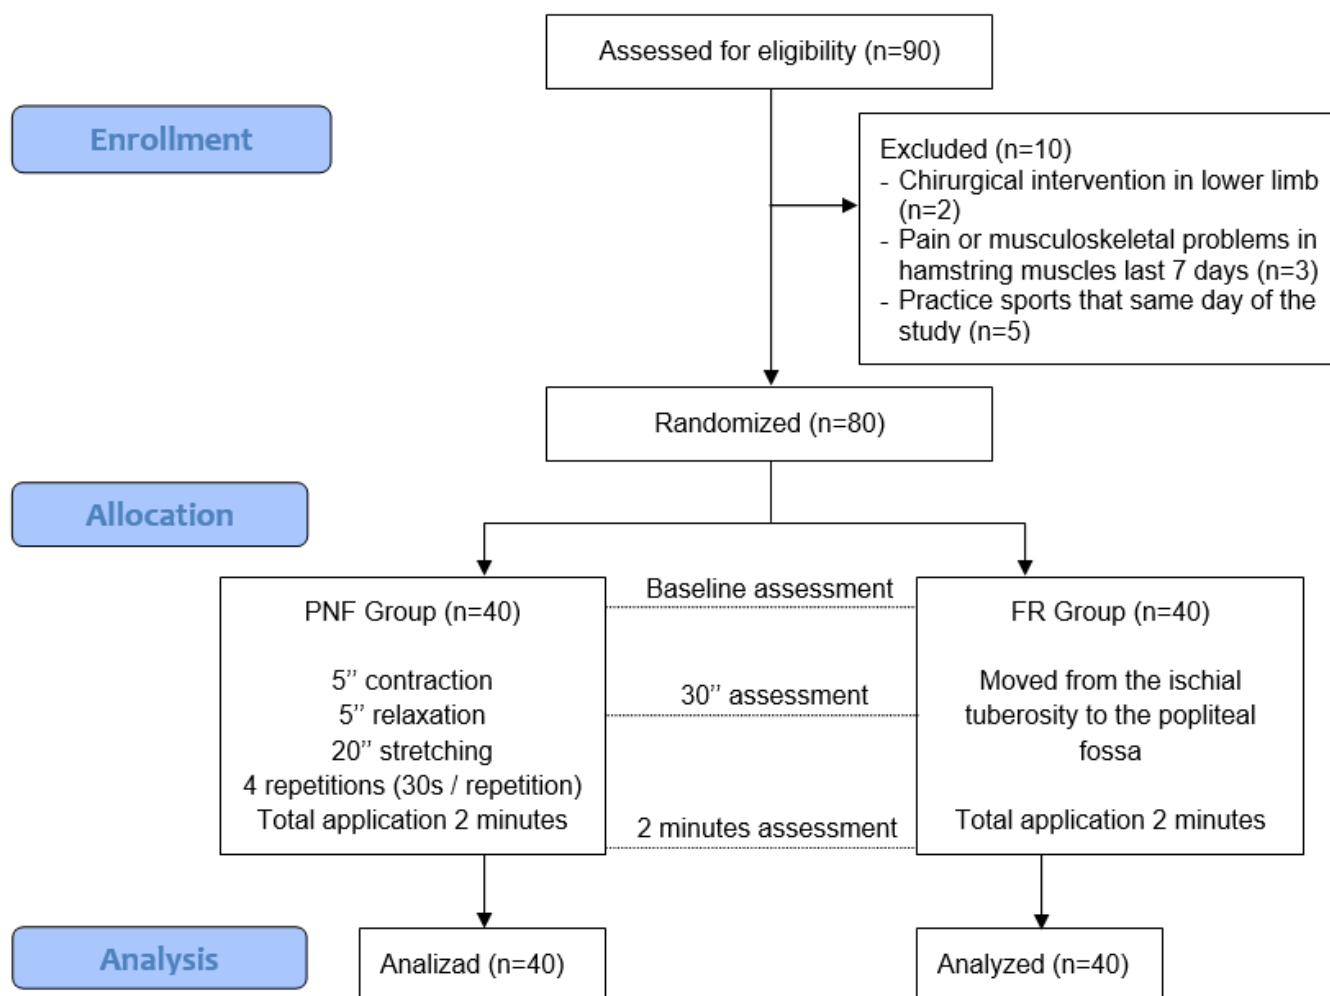 Assessed for eligibility (n=90)
Enrollment
Excluded (n=10)
- Chirurgical intervention in lower limb
(n=2)
- Pain or musculoskeletal problems in
hamstring muscles last 7 days (n=3)
- Practice sports that same day of the
study (n=5)
Randomized (n=80)
Allocation
PNF Group (n=40)
5’’ contraction
5’’ relaxation
20’’ stretching
4 repetitions (30s / repetition)
Total application 2 minutes
Baseline assessment
30’’ assessment
2 minutes assessment
FR Group (n=40)
Moved from the ischial
tuberosity to the popliteal
fossa
Total application 2 minutes
Analysis
Analizad (n=40)
Analyzed (n=40)